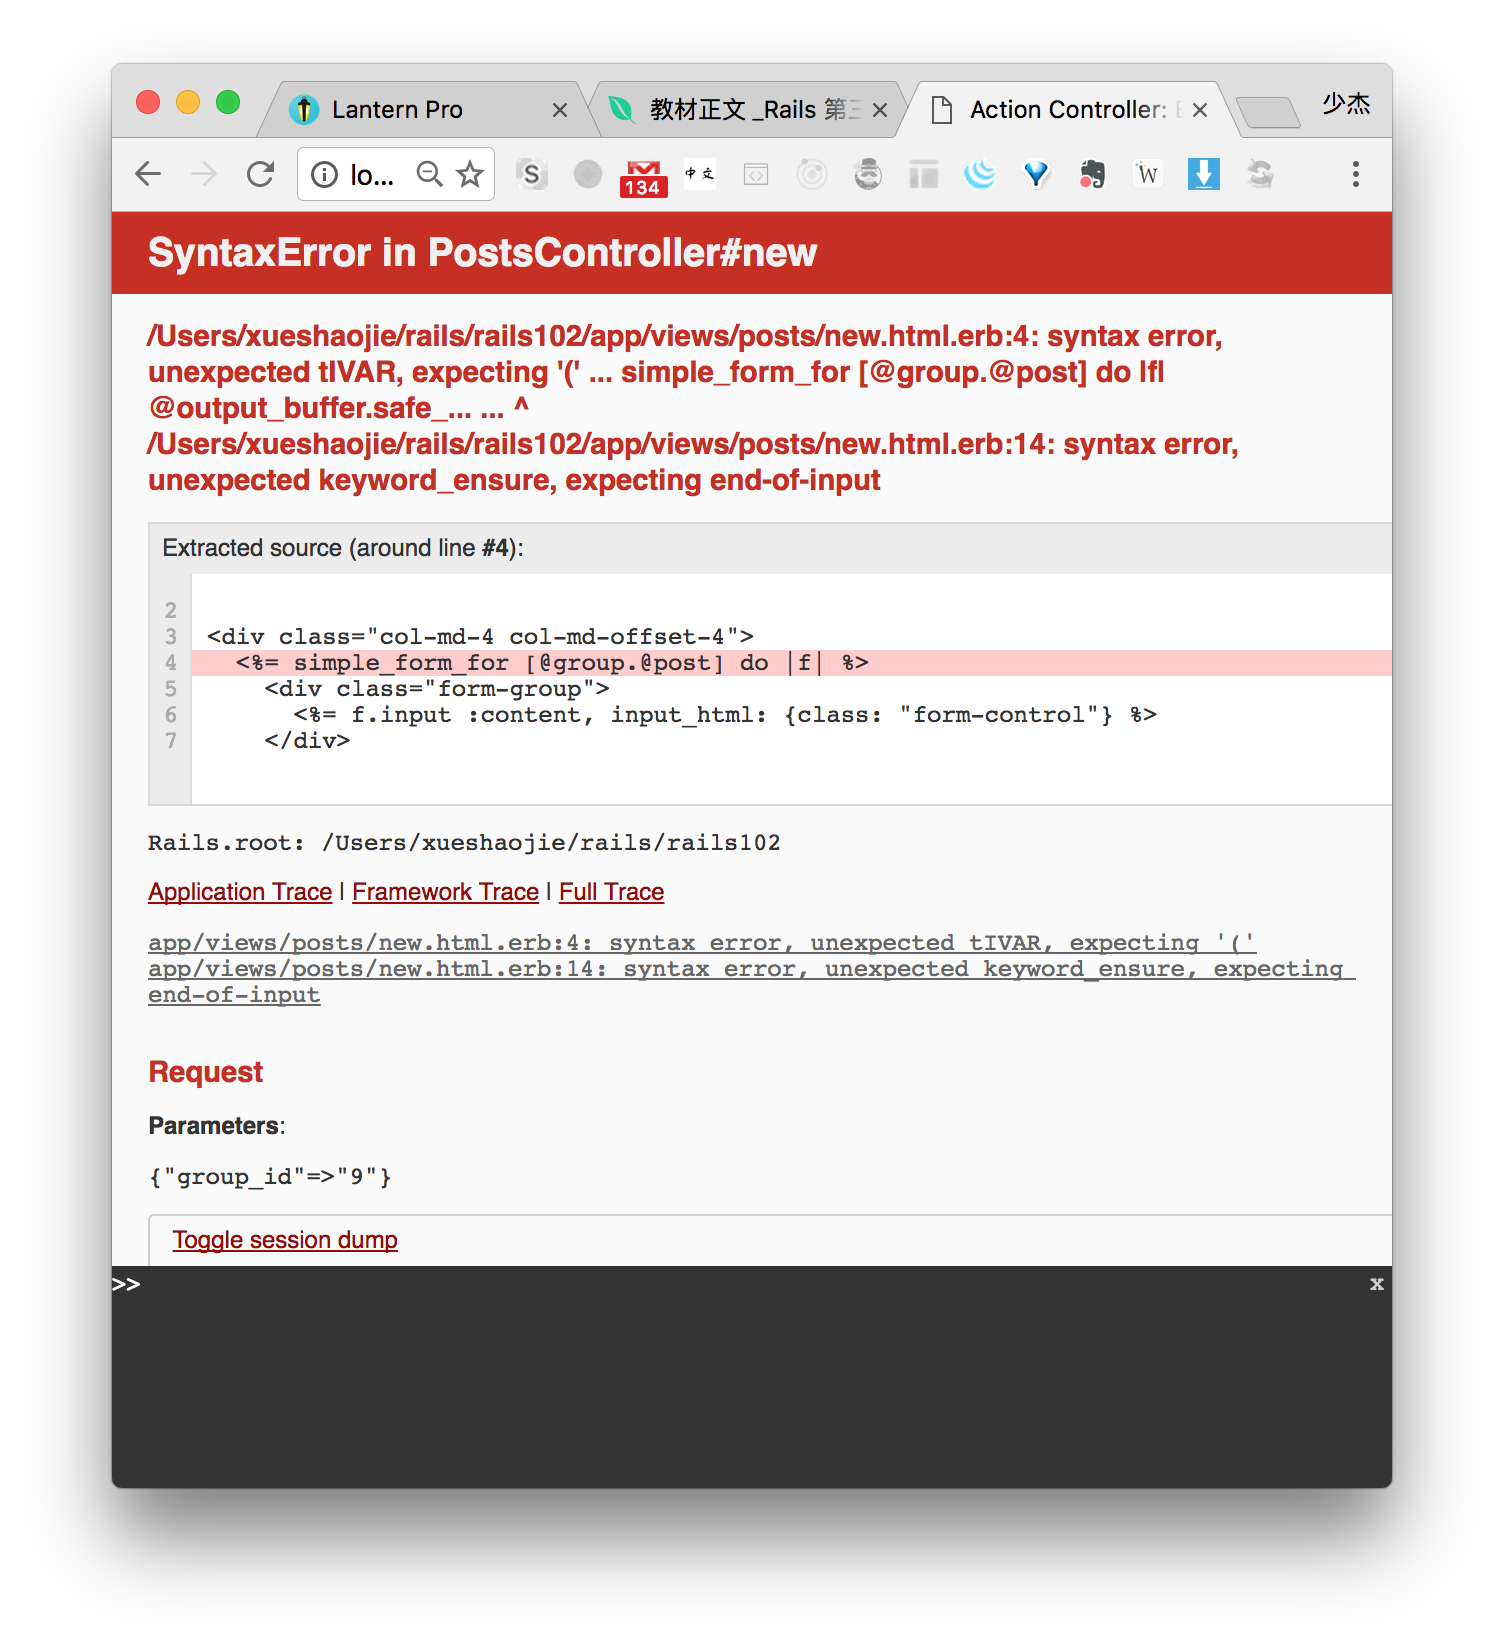 Lantern Pro
教材正文 _Rails 第三
Action Controller: E
少杰
lo...
S
134
中文
W
SyntaxError in PostsController#new
/Users/xueshaojie/rails/rails102/app/views/posts/new.html.erb:4: syntax error,
unexpected tIVAR, expecting '(' ... simple_form_for [@group.@post] do |f|
@output_buffer.safe_... ... ^
/Users/xueshaojie/rails/rails102/app/views/posts/new.html.erb:14: syntax error,
unexpected keyword_ensure, expecting end-of-input
Extracted source (around line #4):
2
3 <div class="col-md-4 col-md-offset-4">
4 <%= simple_form_for [@group.@post] do |f| %>
5 <div class="form-group">
6 <%= f.input :content, input_html: {class: "form-control"} %>
7 </div>
Rails.root: /Users/xueshaojie/rails/rails102
Application Trace | Framework Trace | Full Trace
app/views/posts/new.html.erb:4: syntax error, unexpected tIVAR, expecting '('
app/views/posts/new.html.erb:14: syntax error, unexpected keyword_ensure, expecting
end-of-input
Request
Parameters:
{"group_id"=>"9"}
Toggle session dump
>>
x